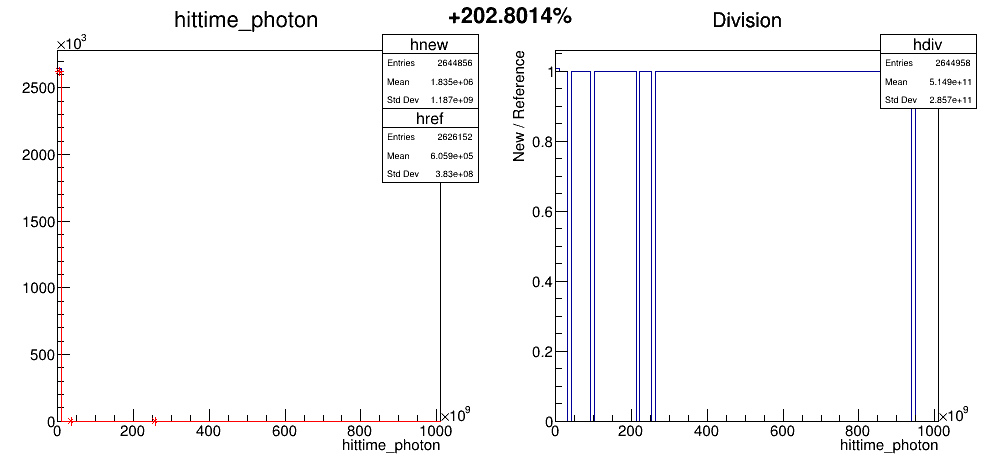 +202.8014%
hittime_photon
×10³
hnew
Entries 2644856
Mean 1.835e+06
Std Dev 1.187e+09
href
Entries 2626152
Mean 6.059e+05
Std Dev 3.83e+08
2500
2000
1500
1000
500
0
0 200 400 600 800 1000
×10⁹
hittime_photon
Division
hdiv
Entries 2644958
Mean 5.149e+11
Std Dev 2.857e+11
New / Reference
1
0.8
0.6
0.4
0.2
0
0 200 400 600 800 1000
×10⁹
hittime_photon